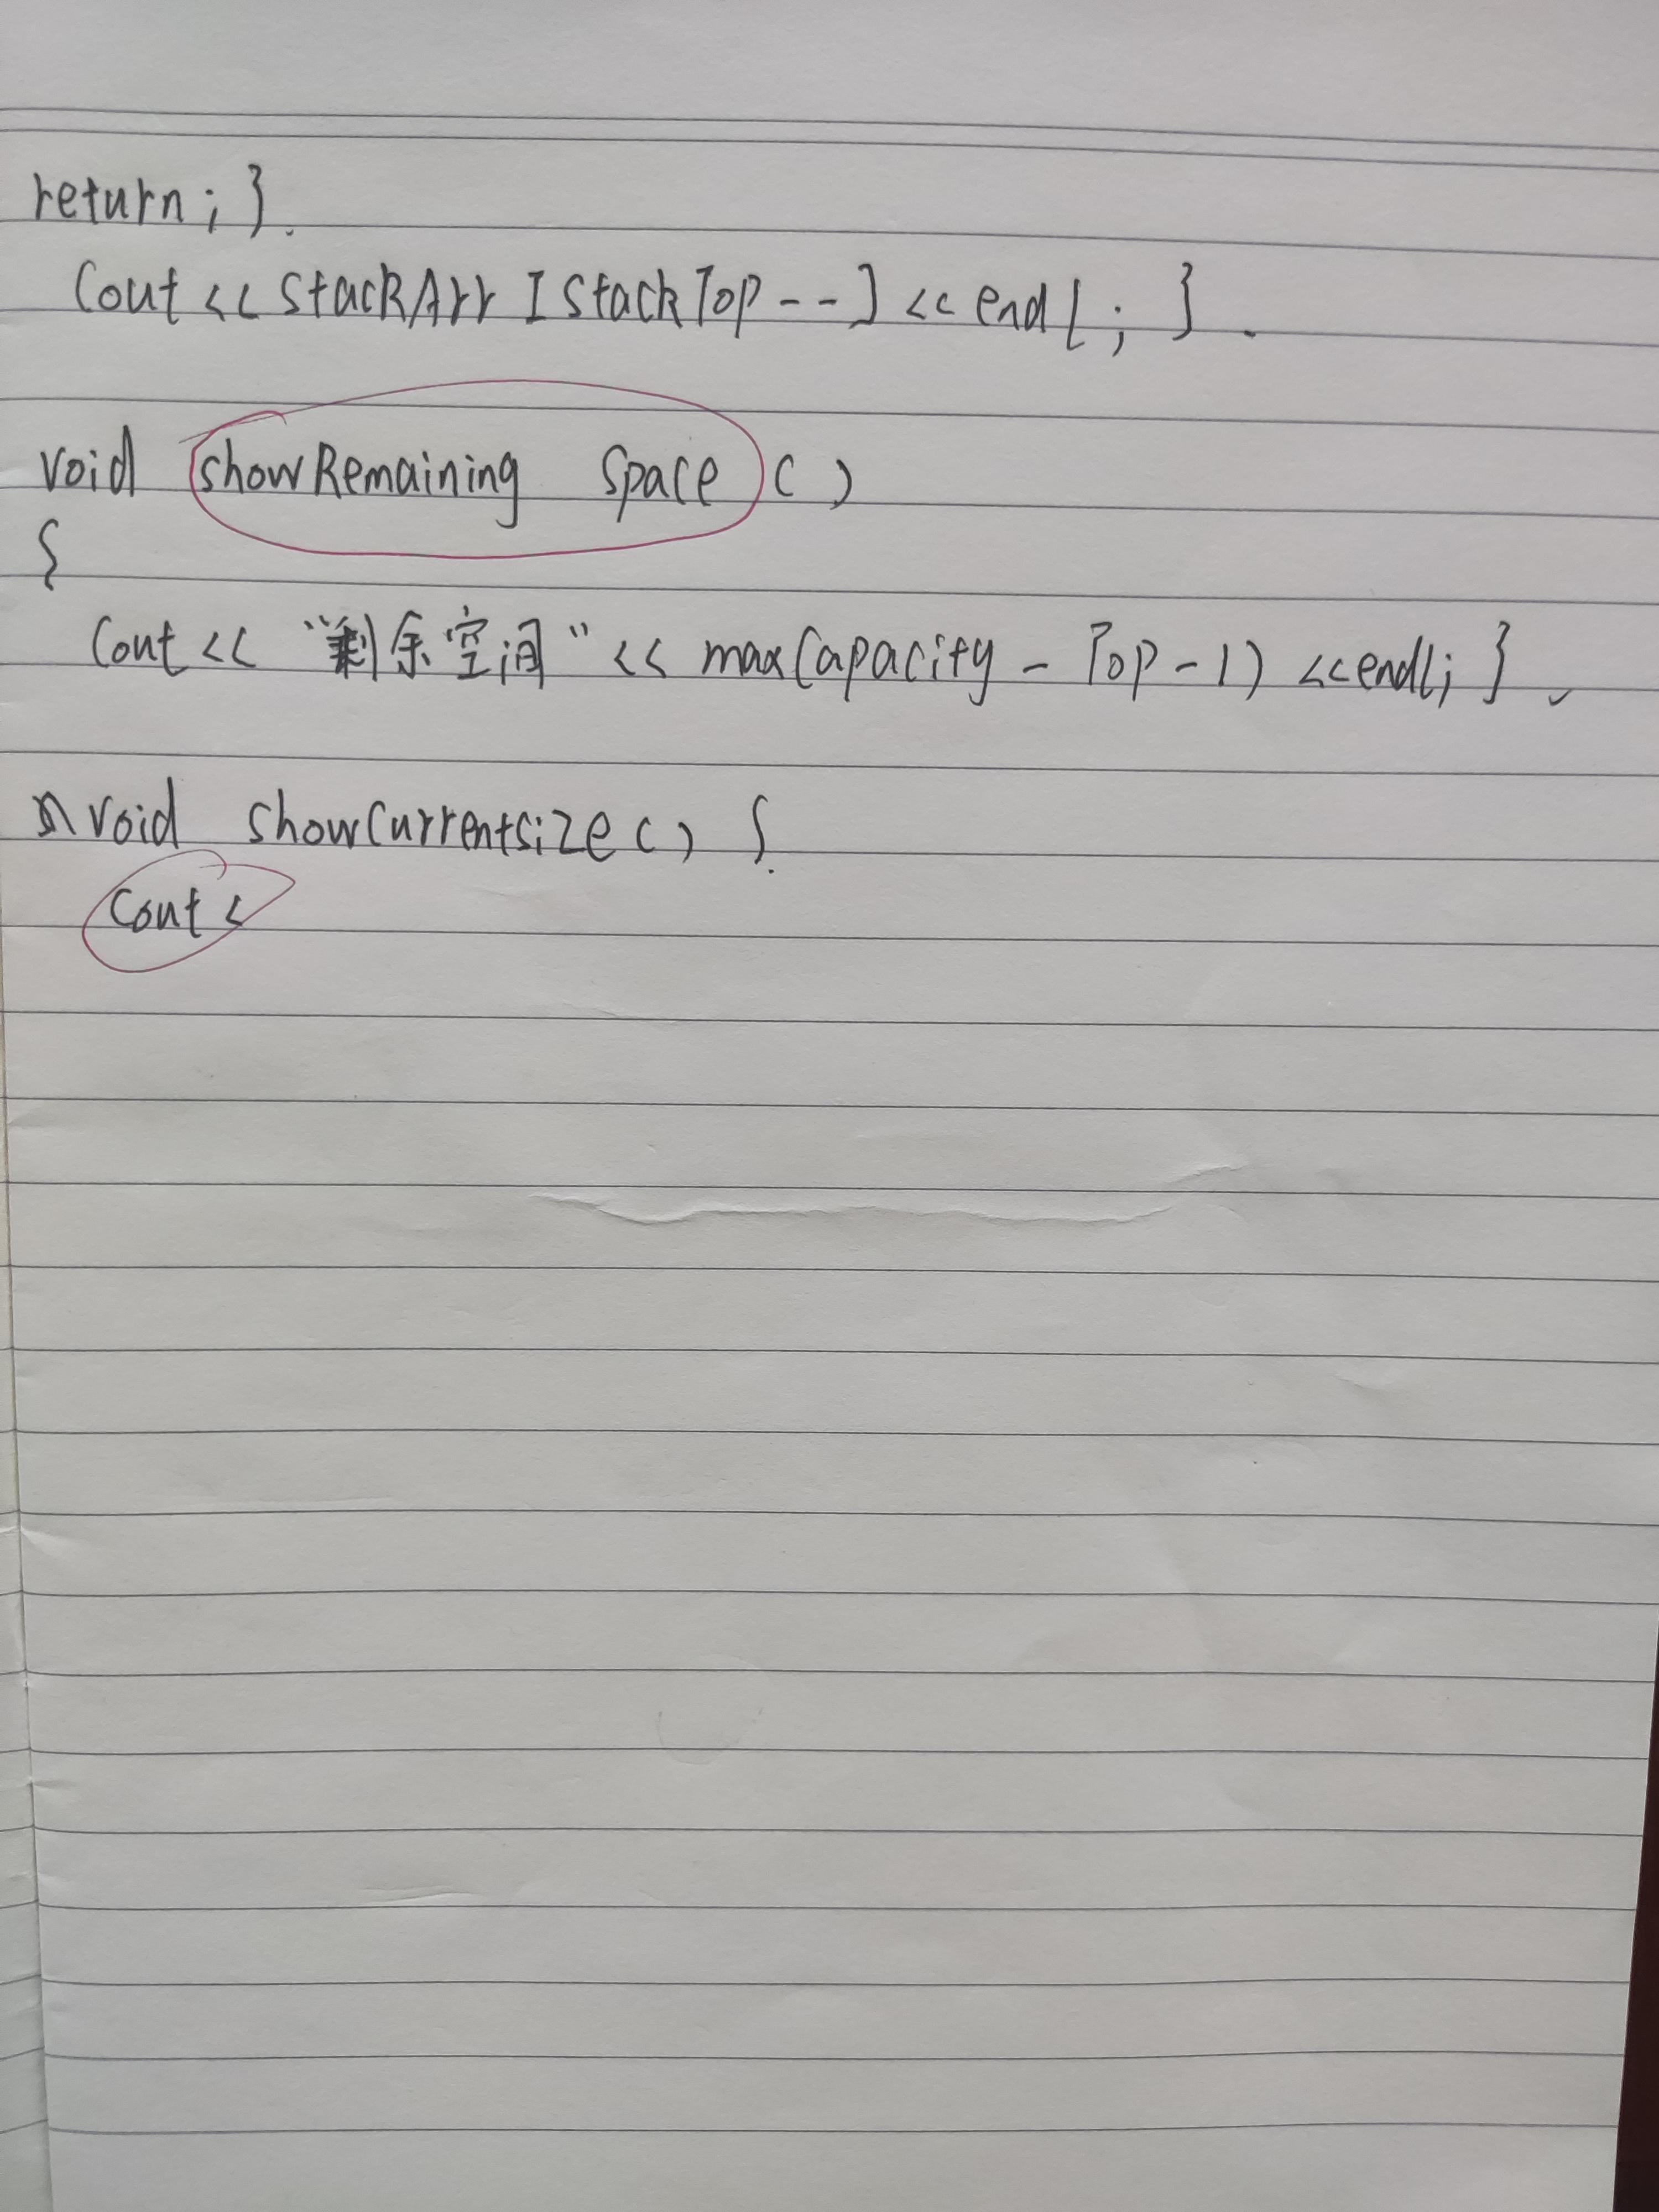 return ; }
Cout << stackArr [stackTop --] << endl ; }
void showRemaining Space ( )
{
Cout << "剩余空间" << maxCapacity - Top - 1) << endl; }
void showCurrentsize ( ) {
Cout <